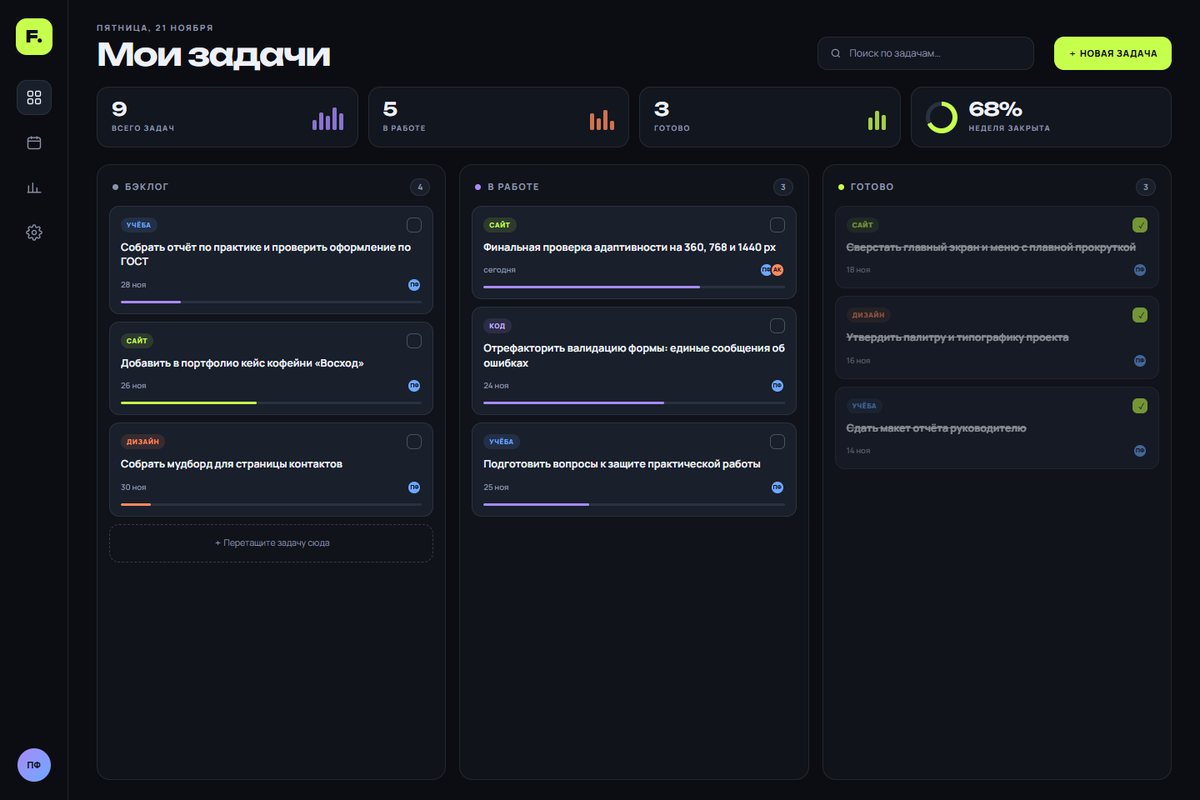 F.
ПЯТНИЦА, 21 НОЯБРЯ
Мои задачи
Поиск по задачам…
+ НОВАЯ ЗАДАЧА
9
ВСЕГО ЗАДАЧ
5
В РАБОТЕ
3
ГОТОВО
68%
НЕДЕЛЯ ЗАКРЫТА
БЭКЛОГ
4
УЧЁБА
Собрать отчёт по практике и проверить оформление по
ГОСТ
28 ноя
ПФ
САЙТ
Добавить в портфолио кейс кофейни «Восход»
26 ноя
ПФ
ДИЗАЙН
Собрать мудборд для страницы контактов
30 ноя
ПФ
+ Перетащите задачу сюда
В РАБОТЕ
3
САЙТ
Финальная проверка адаптивности на 360, 768 и 1440 px
сегодня
ПФ
АК
КОД
Отрефакторить валидацию формы: единые сообщения об
ошибках
24 ноя
ПФ
УЧЁБА
Подготовить вопросы к защите практической работы
25 ноя
ПФ
ГОТОВО
3
САЙТ
Сверстать главный экран и меню с плавной прокруткой
18 ноя
ПФ
ДИЗАЙН
Утвердить палитру и типографику проекта
16 ноя
ПФ
УЧЁБА
Сдать макет отчёта руководителю
14 ноя
ПФ
ПФ